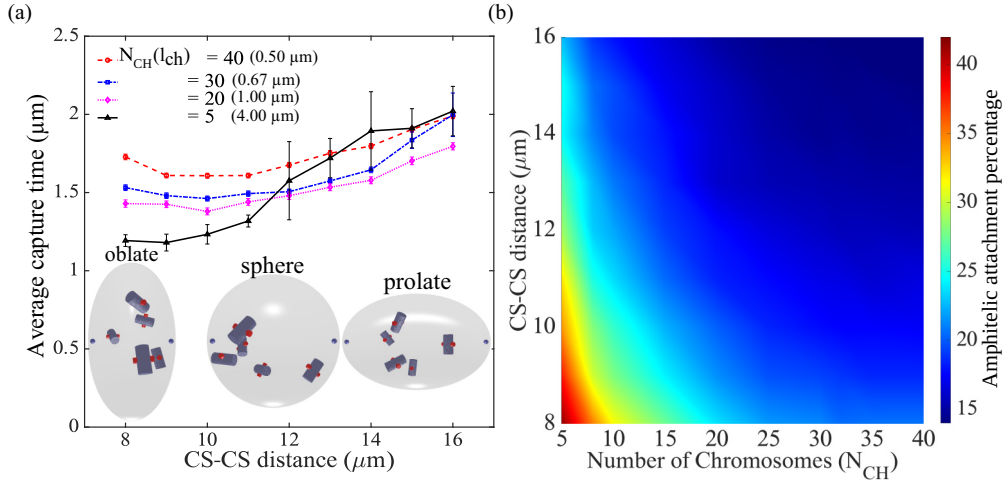 (a)
2.5
2
1.5
1
0.5
0
8
10
12
14
16
Average capture time (μm)
CS-CS distance (μm)
N_CH(l_ch) = 40 (0.50 μm)
= 30 (0.67 μm)
= 20 (1.00 μm)
= 5 (4.00 μm)
oblate
sphere
prolate
(b)
16
14
12
10
8
5
10
15
20
25
30
35
40
CS-CS distance (μm)
Number of Chromosomes (N_CH)
40
35
30
25
20
15
Amphitelic attachment percentage